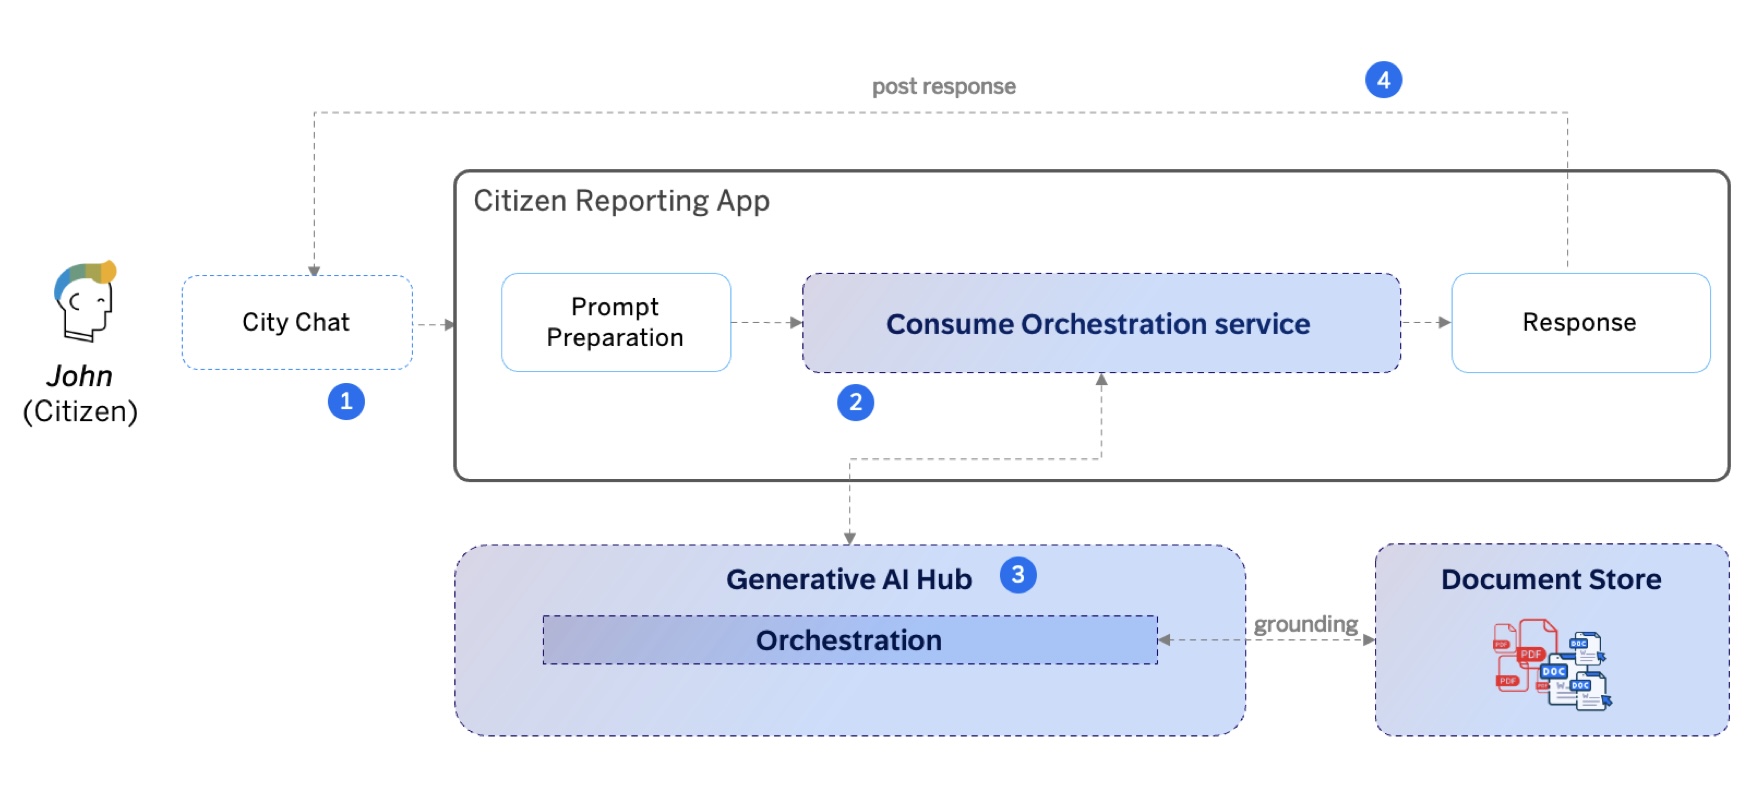 post response
4
Citizen Reporting App
City Chat
Prompt
Preparation
Consume Orchestration service
Response
John
(Citizen)
1
2
Generative AI Hub
3
Orchestration
grounding
Document Store
PDF
PDF
PDF
DOC
DOC
DOC